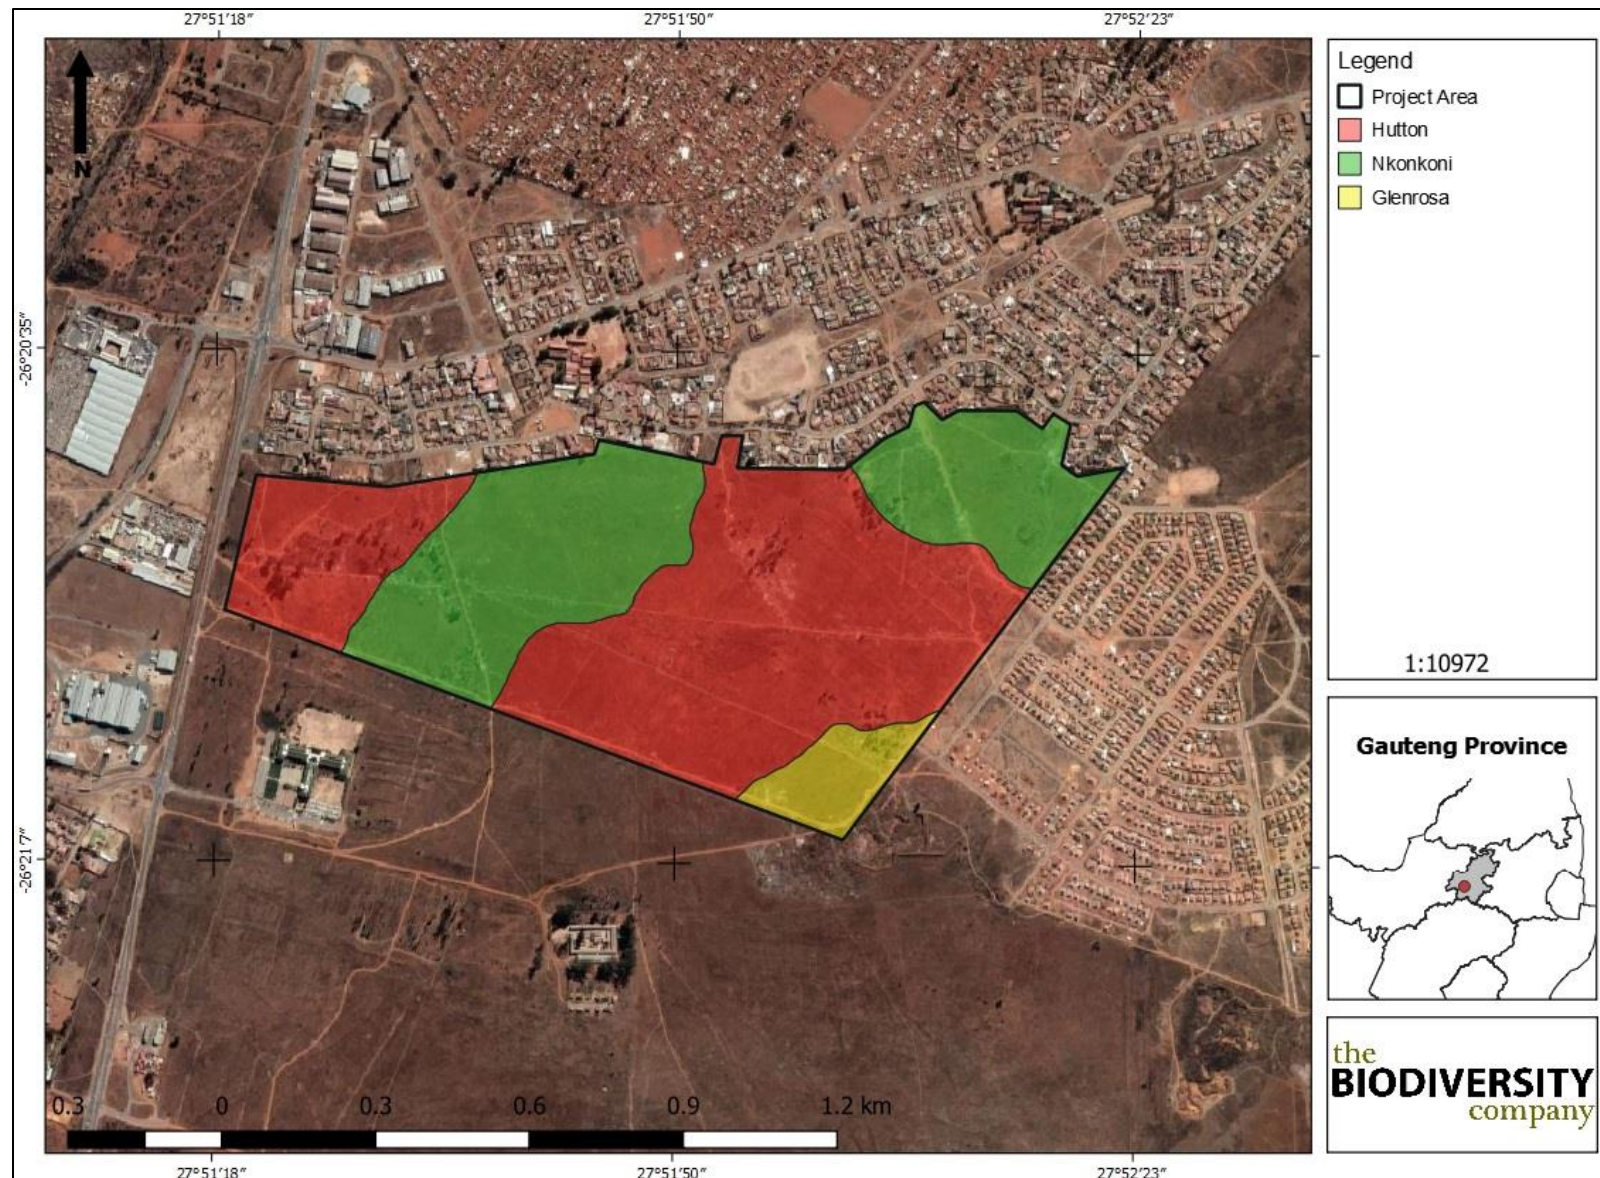 27°51'18"
27°51'50"
27°52'23"
-26°20'35"
-26°21'7"
N
0.3
0
0.3
0.6
0.9
1.2 km
27°51'18"
27°51'50"
27°52'23"
Legend
Project Area
Hutton
Nkonkoni
Glenrosa
1:10972
Gauteng Province
the
BIODIVERSITY
company